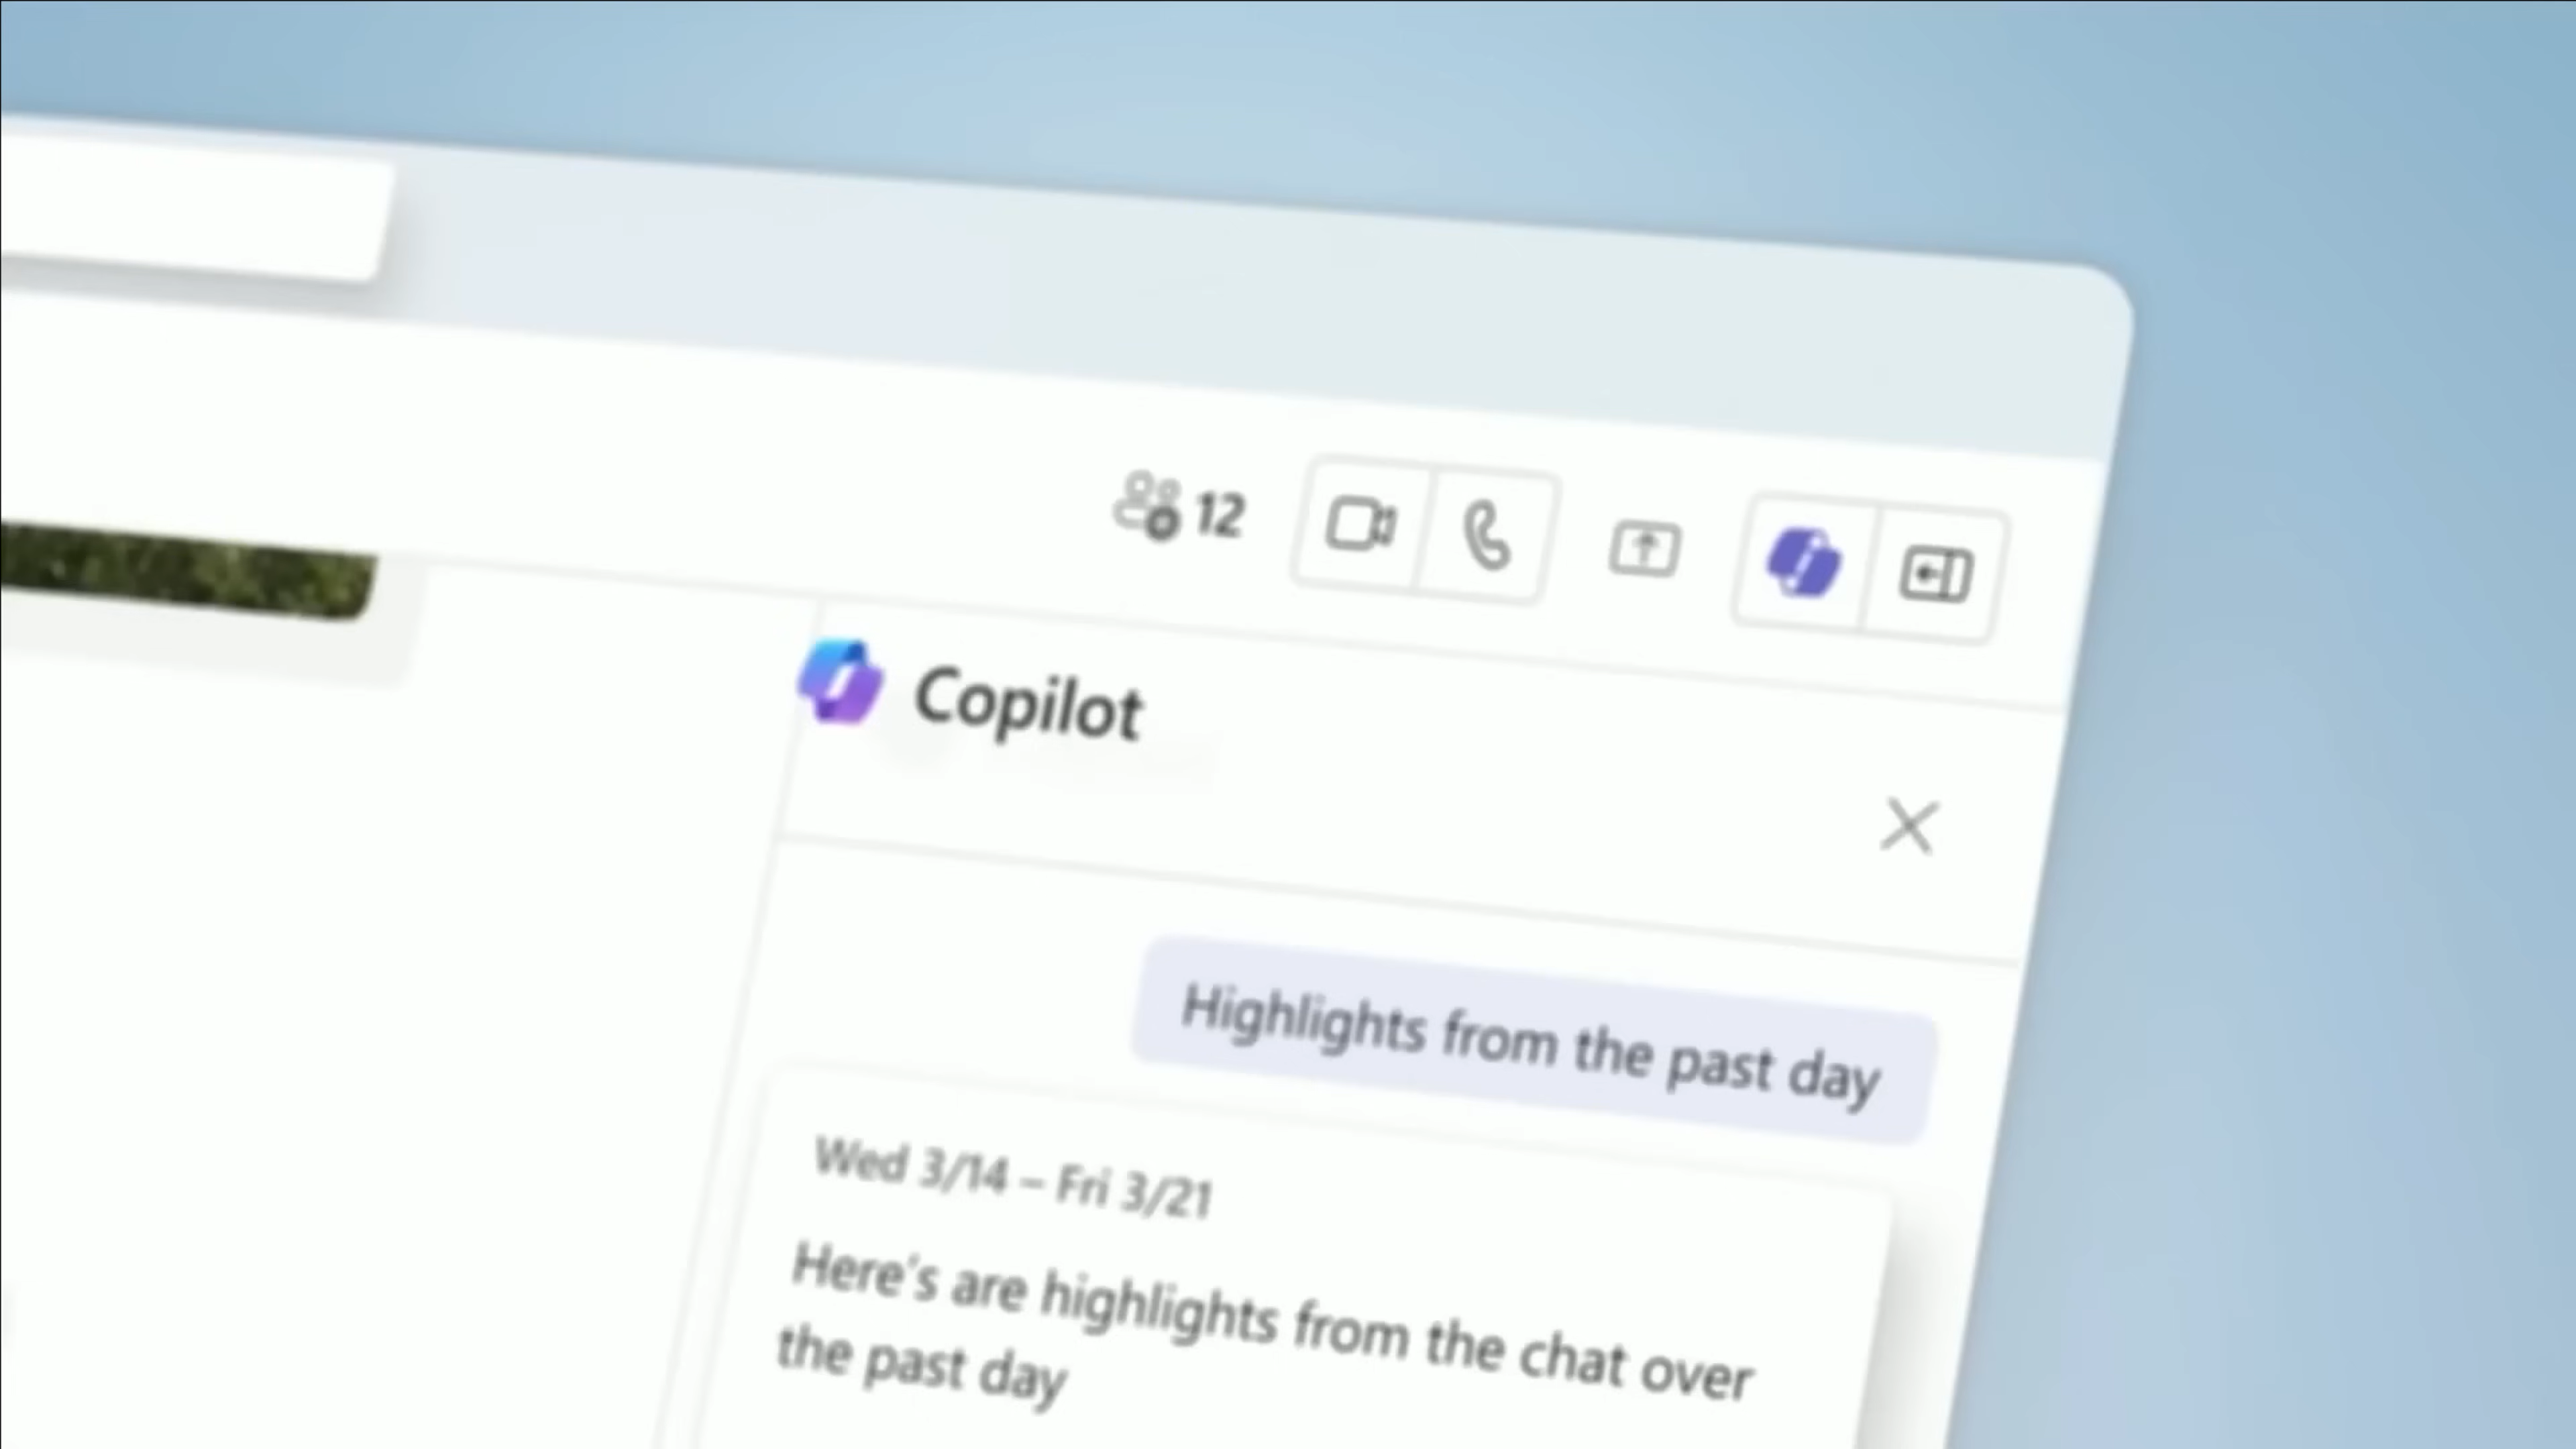 12
Copilot
Highlights from the past day
Wed 3/14 – Fri 3/21
Here's are highlights from the chat over
the past day